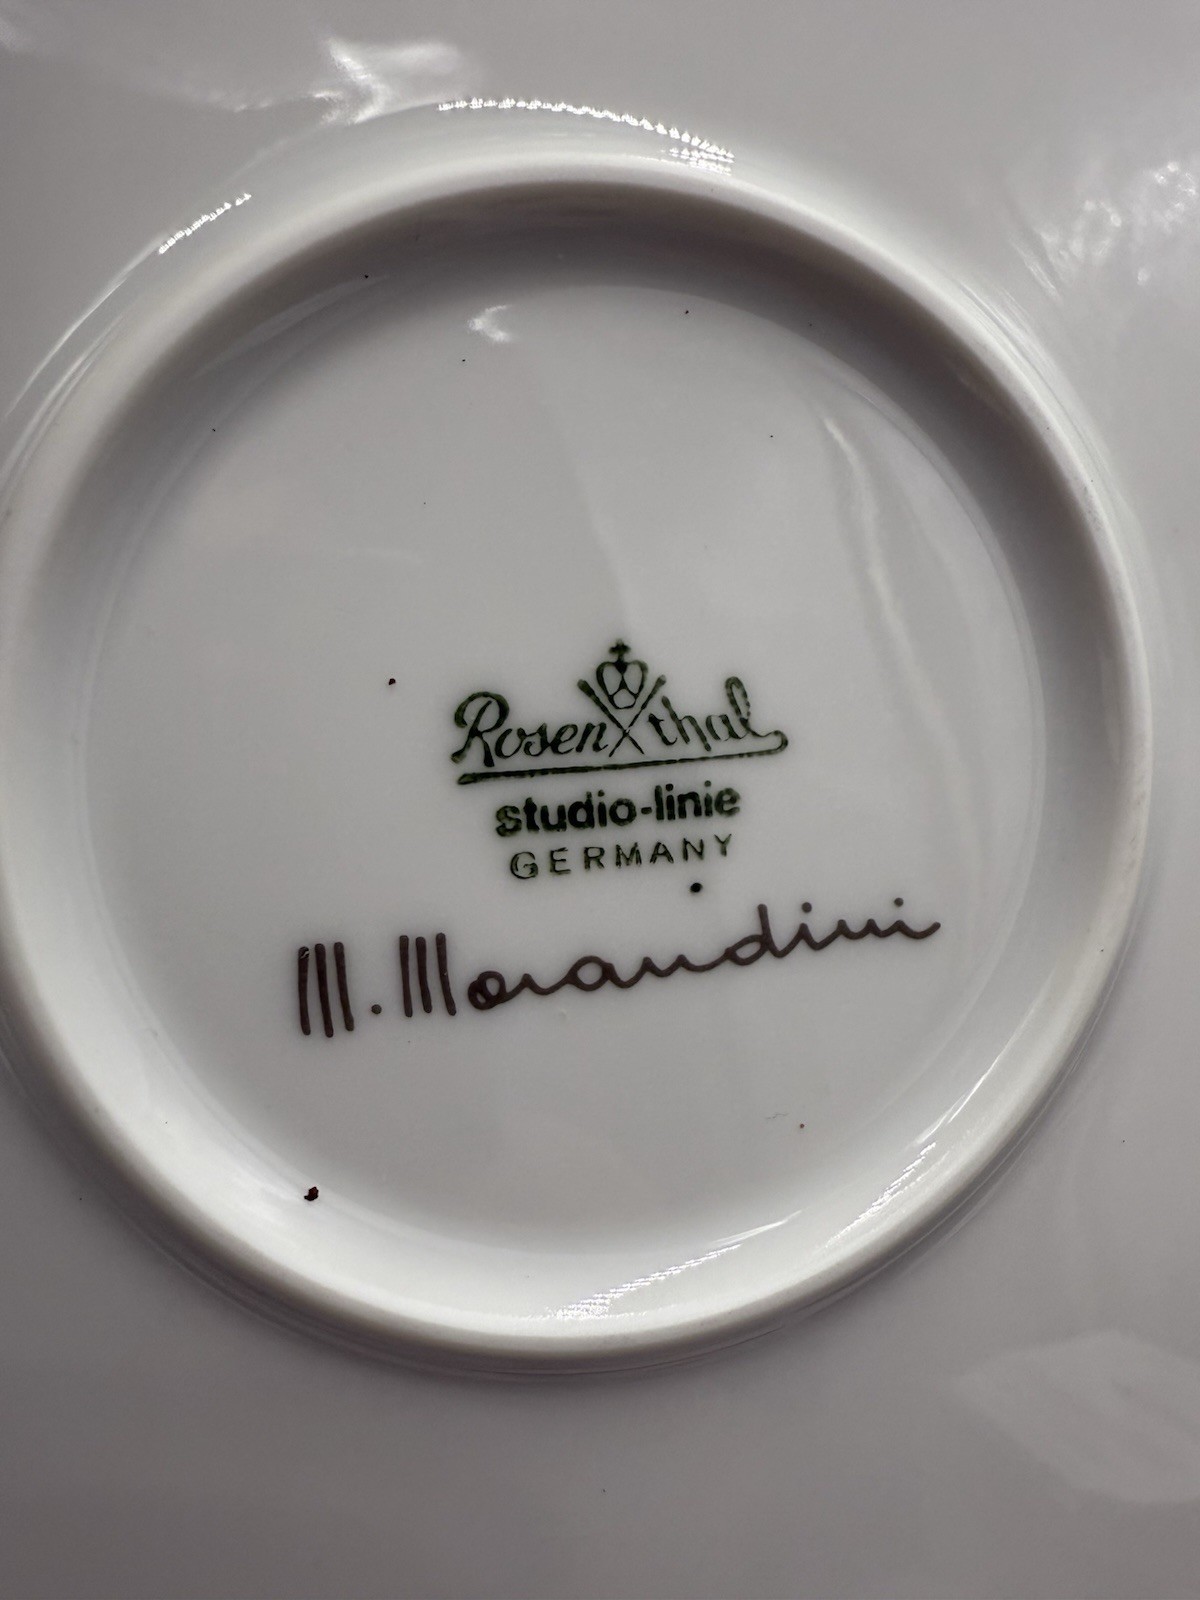 Rosenthal
studio-linie
GERMANY
M. Morandini